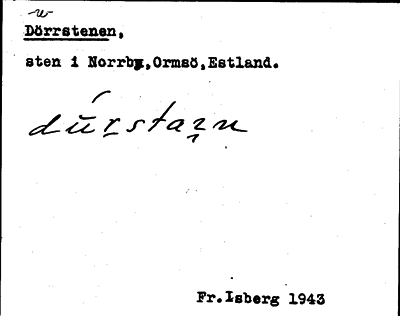 Dörrstenen,
sten i Norrby, Ormsö, Estland.
Fr. Isberg 1943